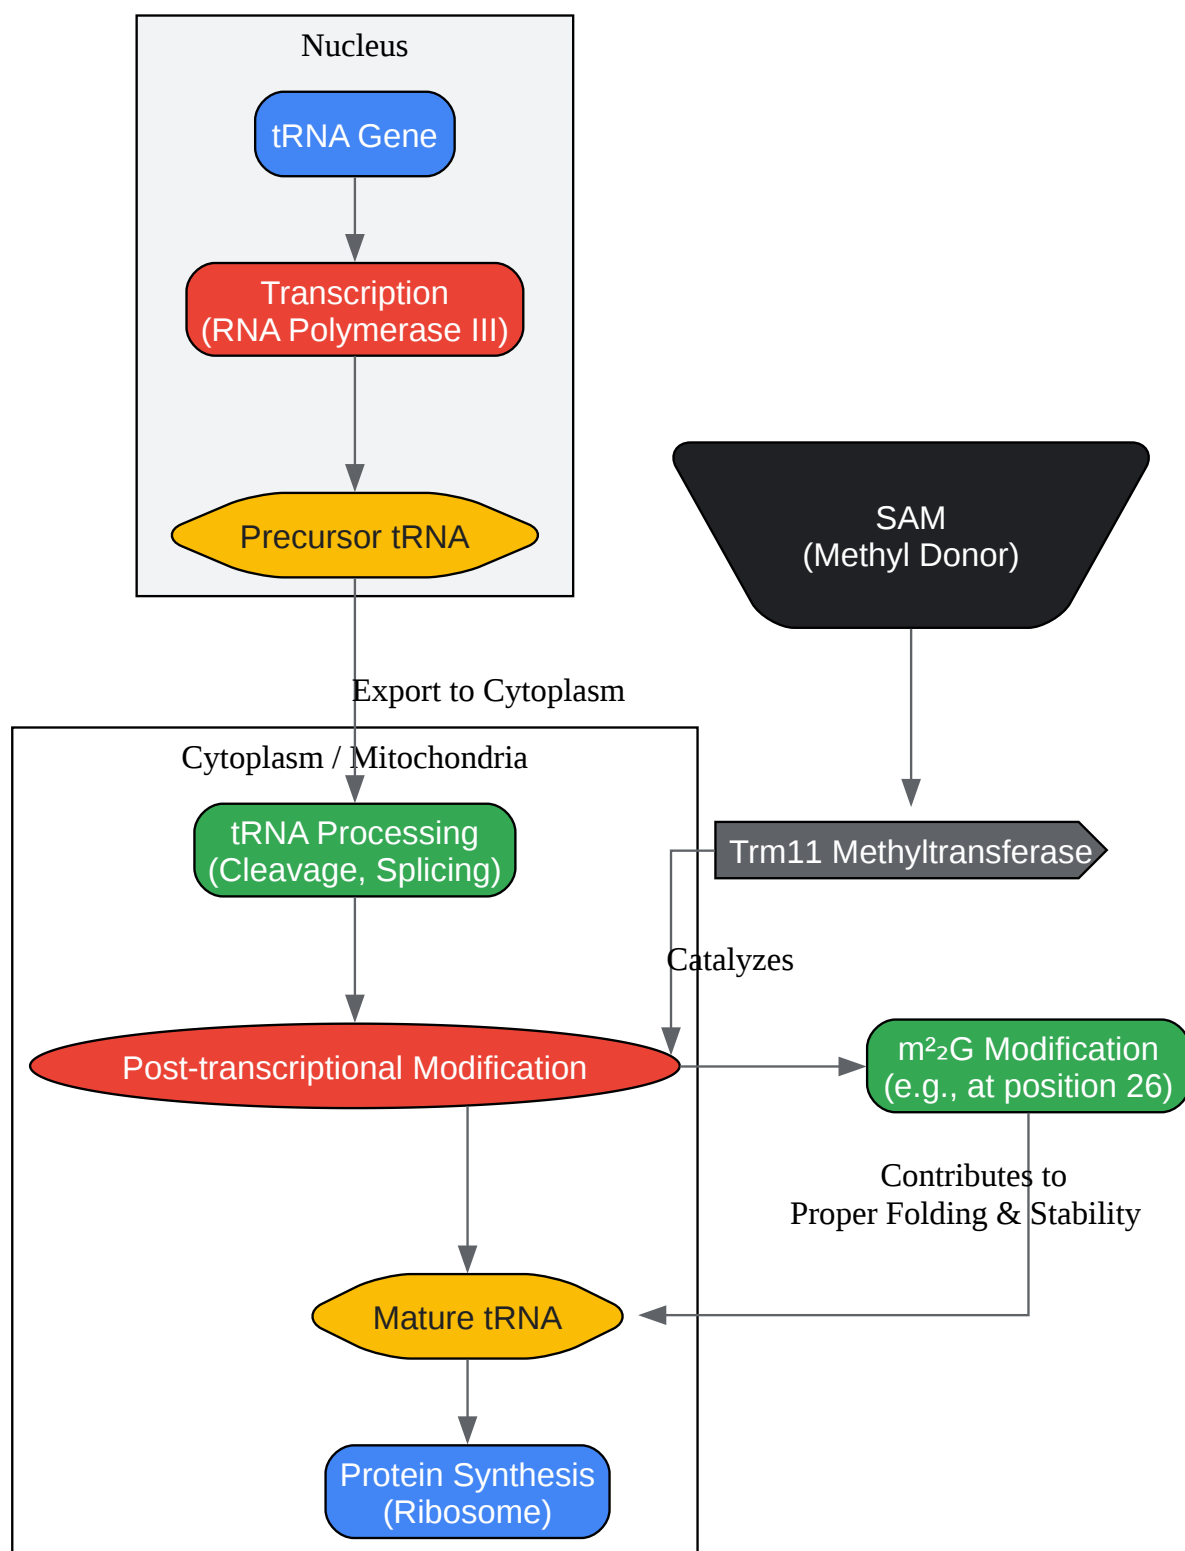 Nucleus
tRNA Gene
Transcription
(RNA Polymerase III)
Precursor tRNA
SAM
(Methyl Donor)
Export to Cytoplasm
Cytoplasm / Mitochondria
tRNA Processing
(Cleavage, Splicing)
Trm11 Methyltransferase
Catalyzes
Post-transcriptional Modification
m²₂G Modification
(e.g., at position 26)
Contributes to
Proper Folding & Stability
Mature tRNA
Protein Synthesis
(Ribosome)